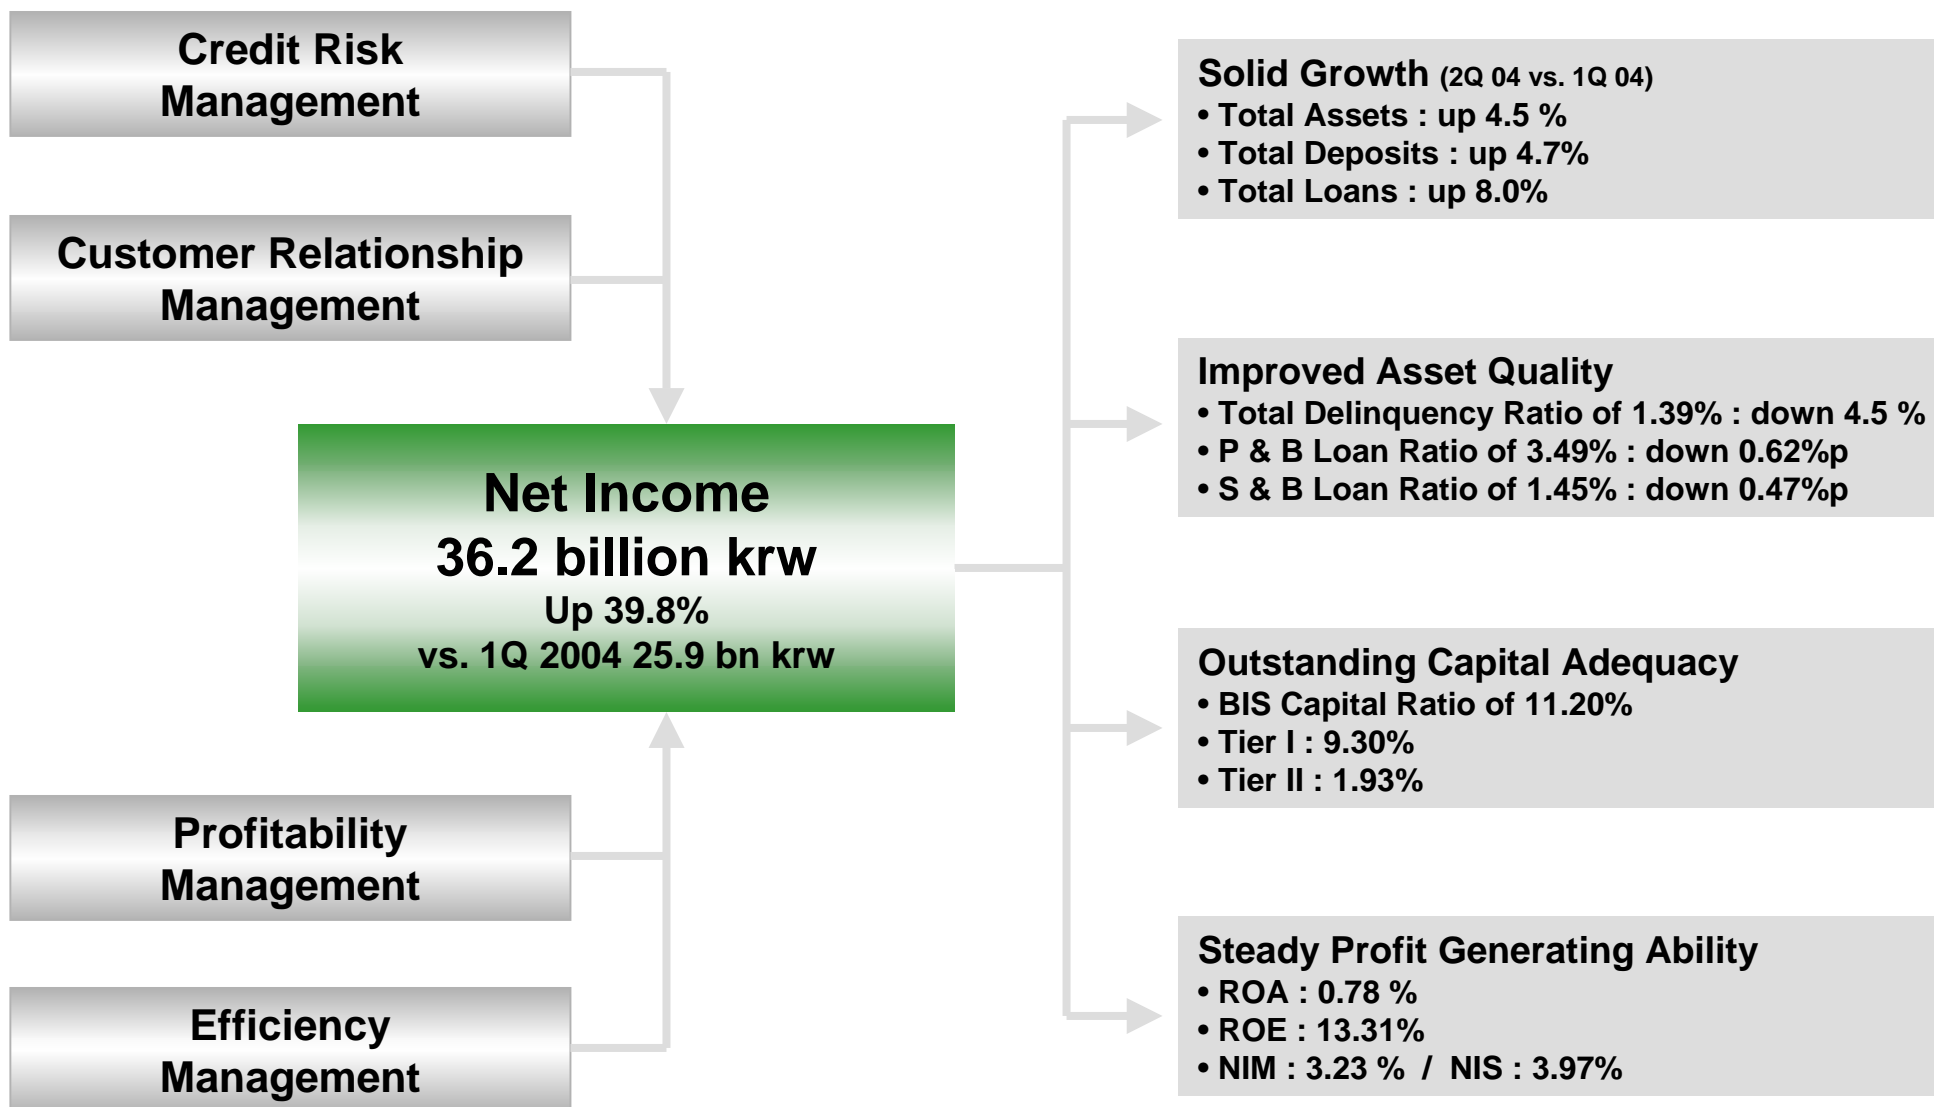 Credit Risk
Management
Customer Relationship
Management
Net Income
36.2 billion krw
Up 39.8%
vs. 1Q 2004 25.9 bn krw
Profitability
Management
Efficiency
Management
Solid Growth (2Q 04 vs. 1Q 04)
• Total Assets : up 4.5 %
• Total Deposits : up 4.7%
• Total Loans : up 8.0%
Improved Asset Quality
• Total Delinquency Ratio of 1.39% : down 4.5 %
• P & B Loan Ratio of 3.49% : down 0.62%p
• S & B Loan Ratio of 1.45% : down 0.47%p
Outstanding Capital Adequacy
• BIS Capital Ratio of 11.20%
• Tier I : 9.30%
• Tier II : 1.93%
Steady Profit Generating Ability
• ROA : 0.78 %
• ROE : 13.31%
• NIM : 3.23 % / NIS : 3.97%